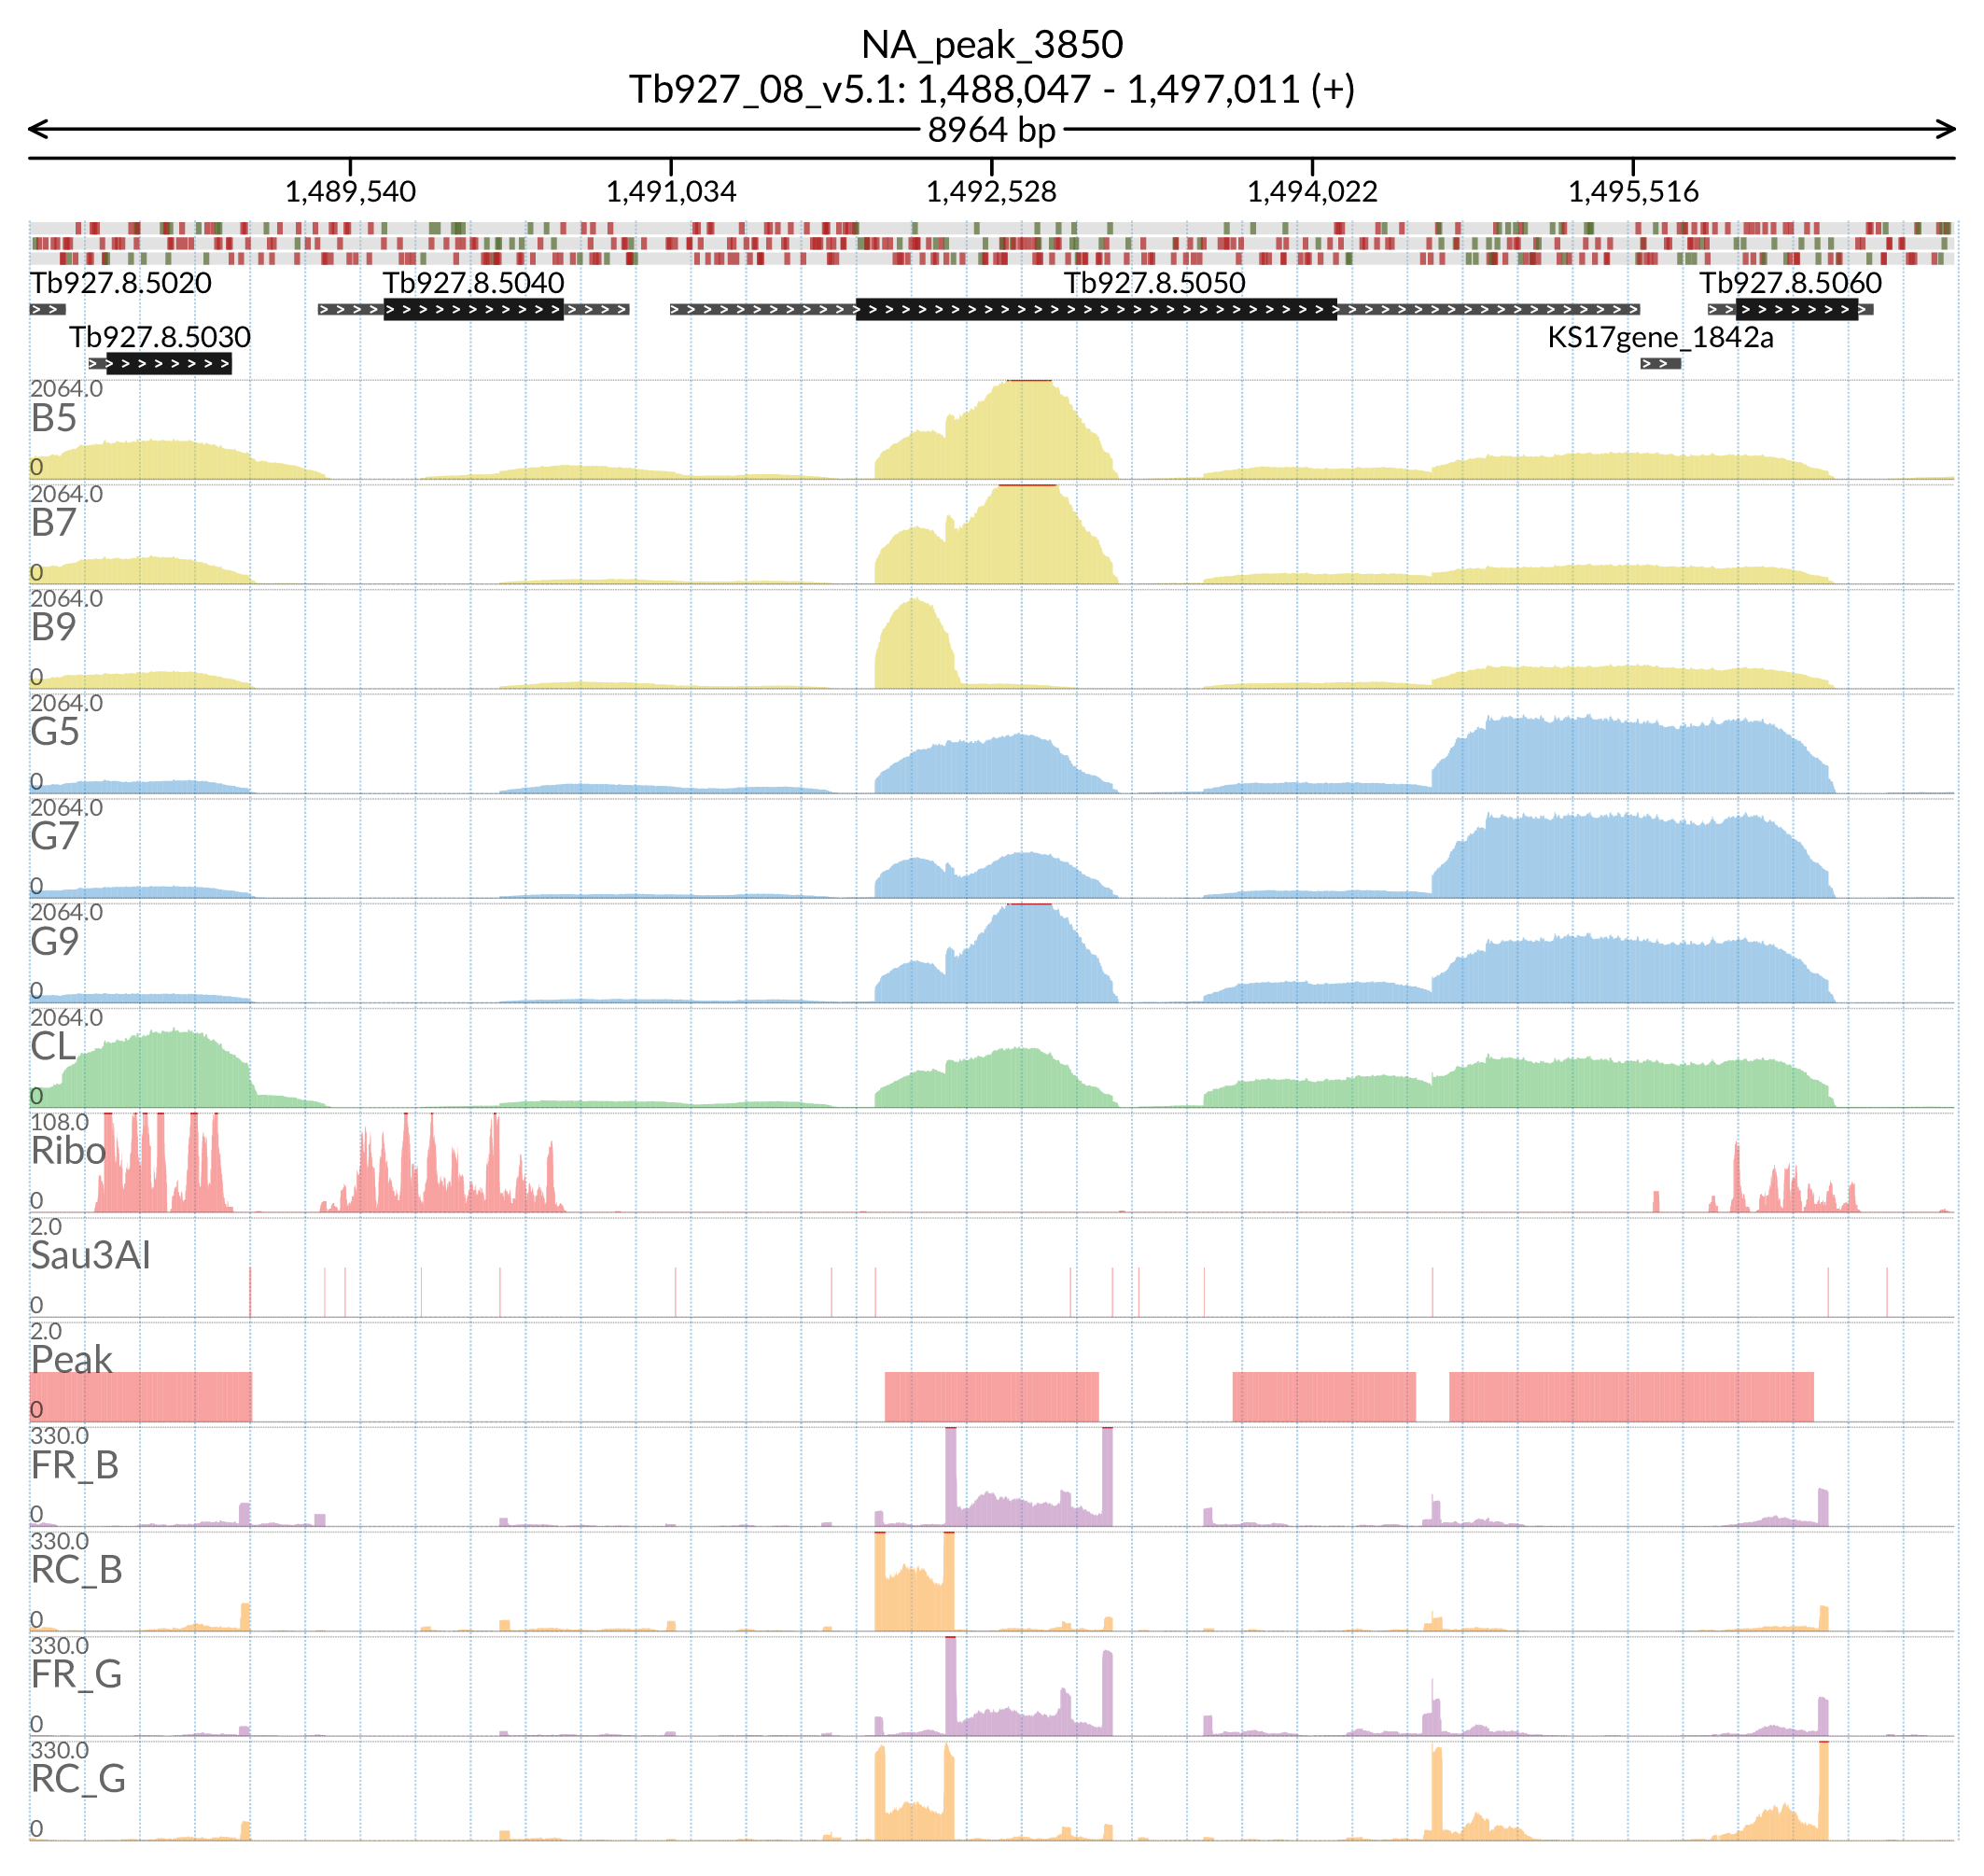 NA_peak_3850
Tb927_08_v5.1: 1,488,047 - 1,497,011 (+)
8964 bp
1,489,540 1,491,034 1,492,528 1,494,022 1,495,516
Tb927.8.5020 Tb927.8.5040 Tb927.8.5050 Tb927.8.5060
Tb927.8.5030 KS17gene_1842a
2064.0
B5
0
2064.0
B7
0
2064.0
B9
0
2064.0
G5
0
2064.0
G7
0
2064.0
G9
0
2064.0
CL
0
108.0
Ribo
0
2.0
Sau3AI
0
2.0
Peak
0
330.0
FR_B
0
330.0
RC_B
0
330.0
FR_G
0
330.0
RC_G
0